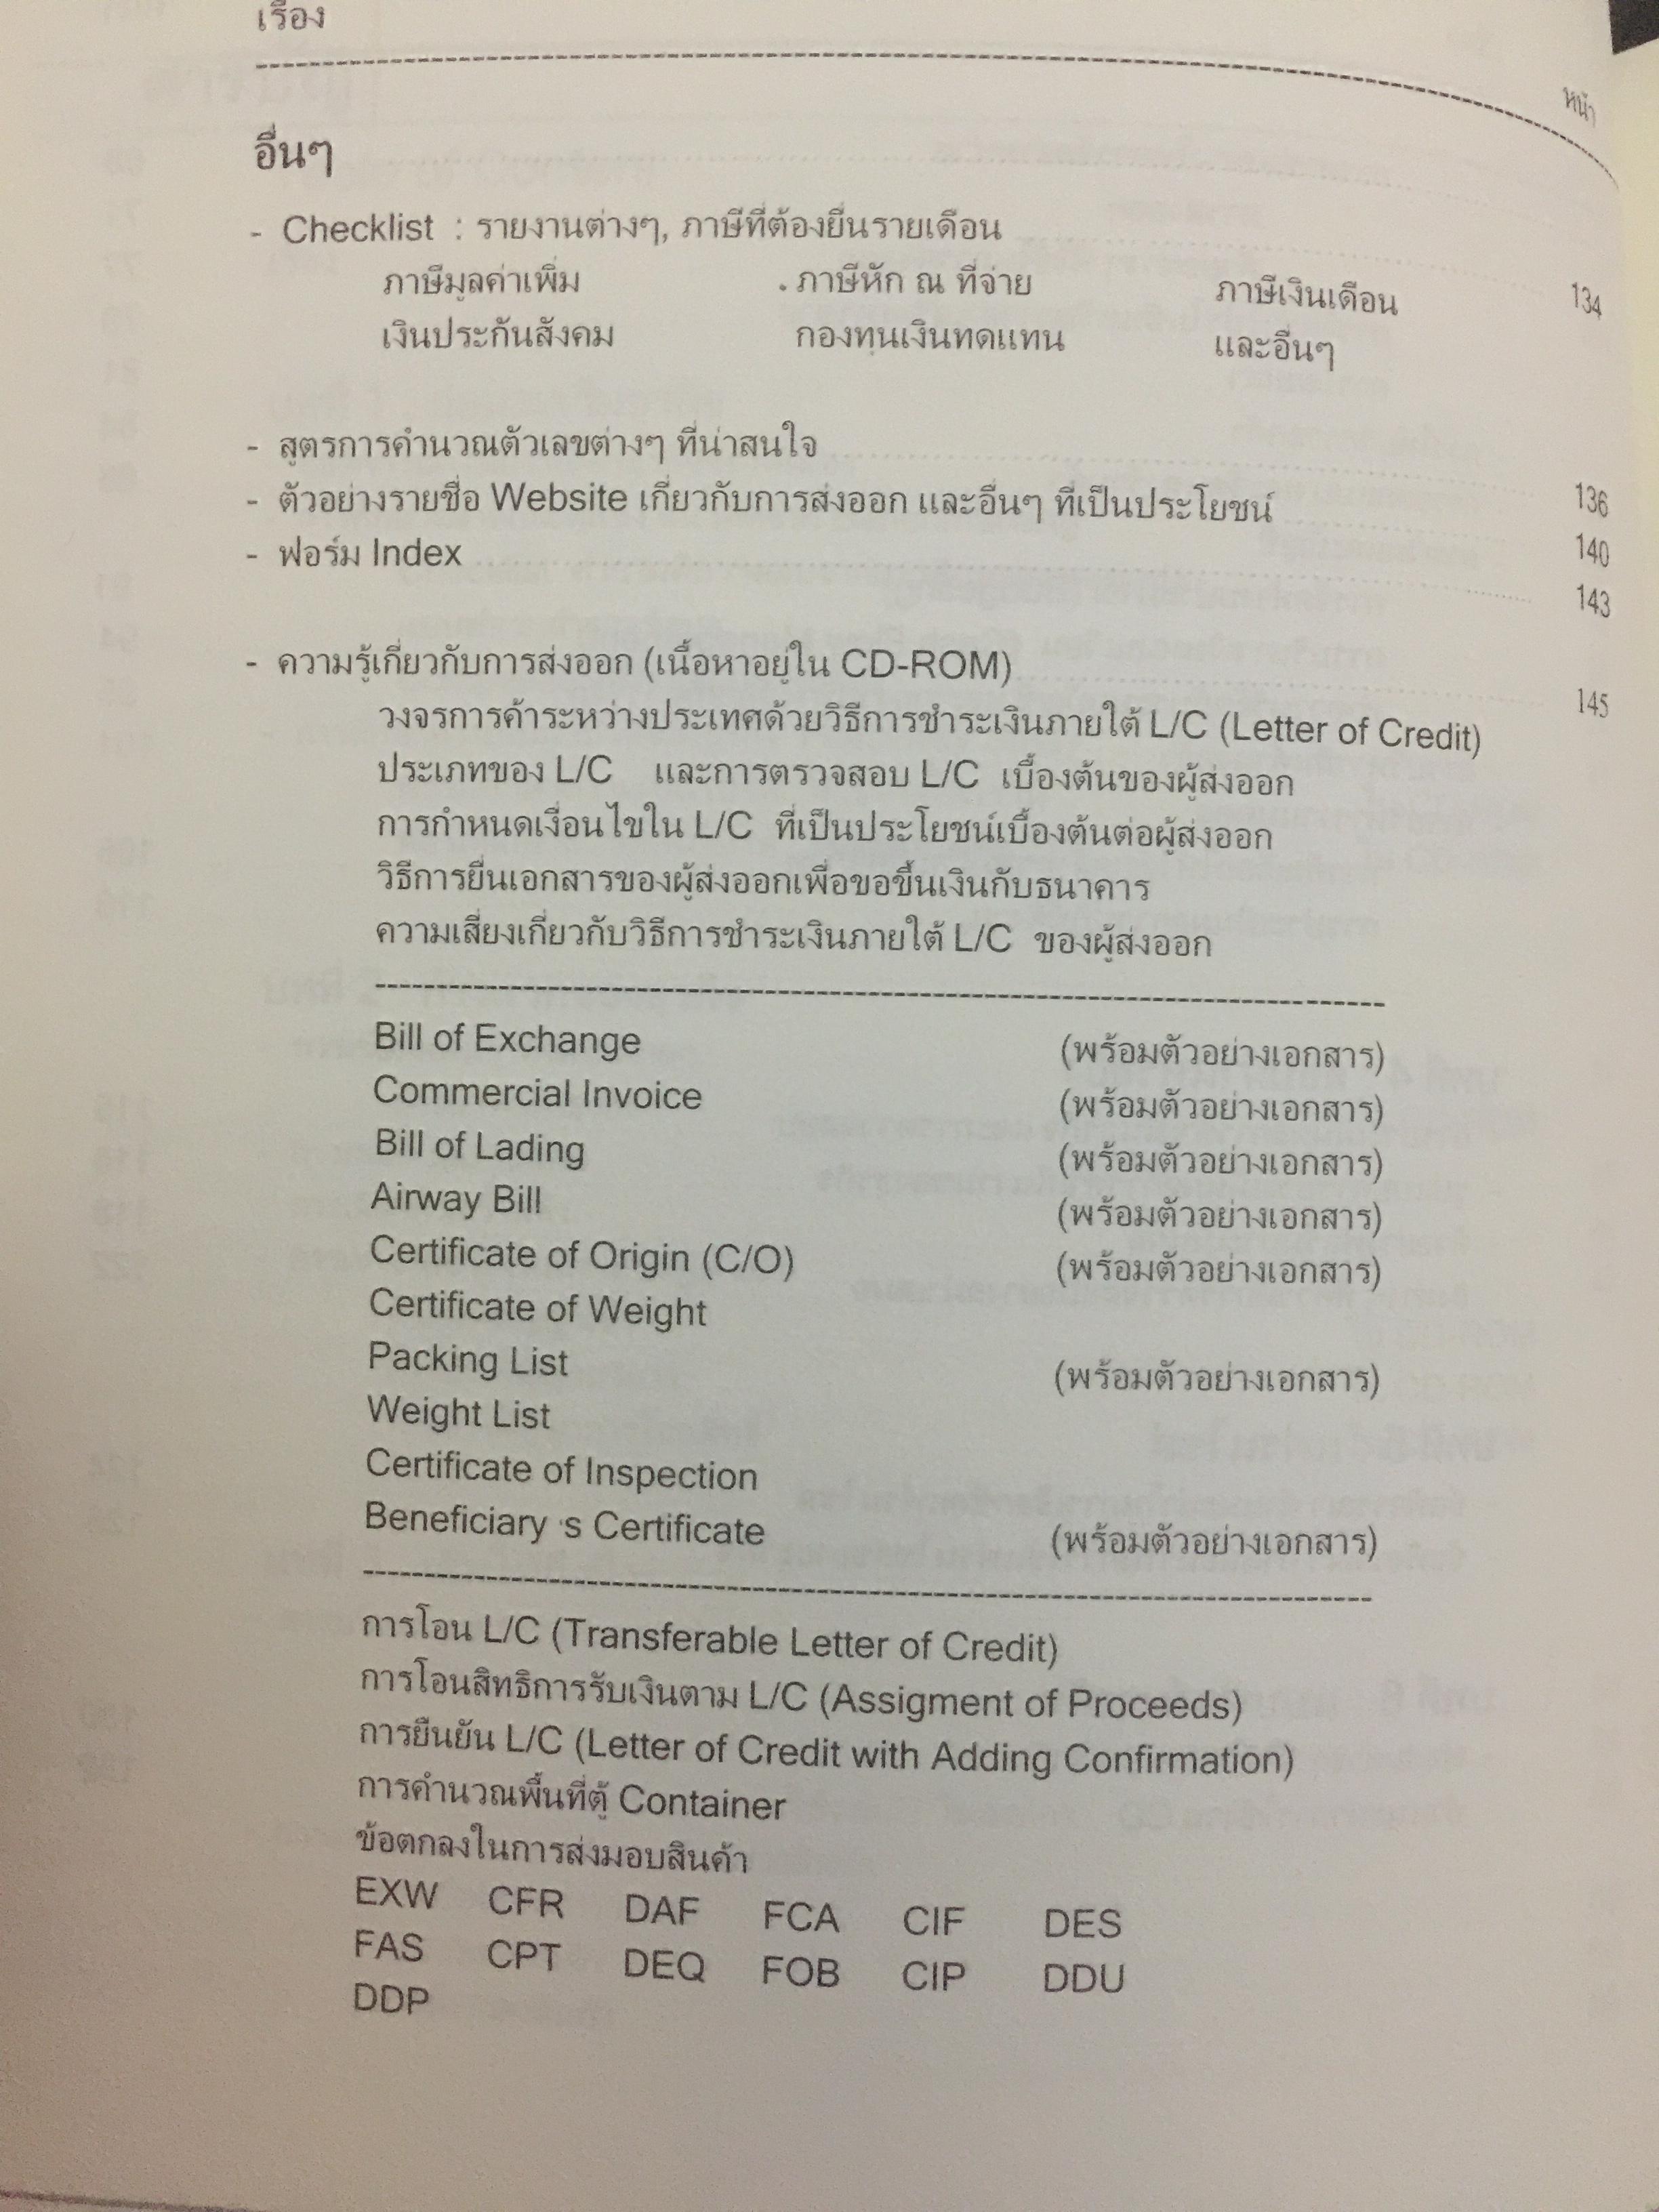 เรื่อง
หน้า
อื่นๆ
- Checklist : รายงานต่างๆ, ภาษีที่ต้องยื่นรายเดือน 134
ภาษีมูลค่าเพิ่ม ภาษีหัก ณ ที่จ่าย ภาษีเงินเดือน
เงินประกันสังคม กองทุนเงินทดแทน และอื่นๆ
- สูตรการคำนวณตัวเลขต่างๆ ที่น่าสนใจ 136
- ตัวอย่างรายชื่อ Website เกี่ยวกับการส่งออก และอื่นๆ ที่เป็นประโยชน์ 140
- ฟอร์ม Index 143
- ความรู้เกี่ยวกับการส่งออก (เนื้อหาอยู่ใน CD-ROM) 145
วงจรการค้าระหว่างประเทศด้วยวิธีการชำระเงินภายใต้ L/C (Letter of Credit)
ประเภทของ L/C และการตรวจสอบ L/C เบื้องต้นของผู้ส่งออก
การกำหนดเงื่อนไขใน L/C ที่เป็นประโยชน์เบื้องต้นต่อผู้ส่งออก
วิธีการยื่นเอกสารของผู้ส่งออกเพื่อขอขึ้นเงินกับธนาคาร
ความเสี่ยงเกี่ยวกับวิธีการชำระเงินภายใต้ L/C ของผู้ส่งออก
Bill of Exchange (พร้อมตัวอย่างเอกสาร)
Commercial Invoice (พร้อมตัวอย่างเอกสาร)
Bill of Lading (พร้อมตัวอย่างเอกสาร)
Airway Bill (พร้อมตัวอย่างเอกสาร)
Certificate of Origin (C/O) (พร้อมตัวอย่างเอกสาร)
Certificate of Weight
Packing List (พร้อมตัวอย่างเอกสาร)
Weight List
Certificate of Inspection
Beneficiary 's Certificate (พร้อมตัวอย่างเอกสาร)
การโอน L/C (Transferable Letter of Credit)
การโอนสิทธิการรับเงินตาม L/C (Assigment of Proceeds)
การยืนยัน L/C (Letter of Credit with Adding Confirmation)
การคำนวณพื้นที่ตู้ Container
ข้อตกลงในการส่งมอบสินค้า
EXW CFR DAF FCA CIF DES
FAS CPT DEQ FOB CIP DDU
DDP